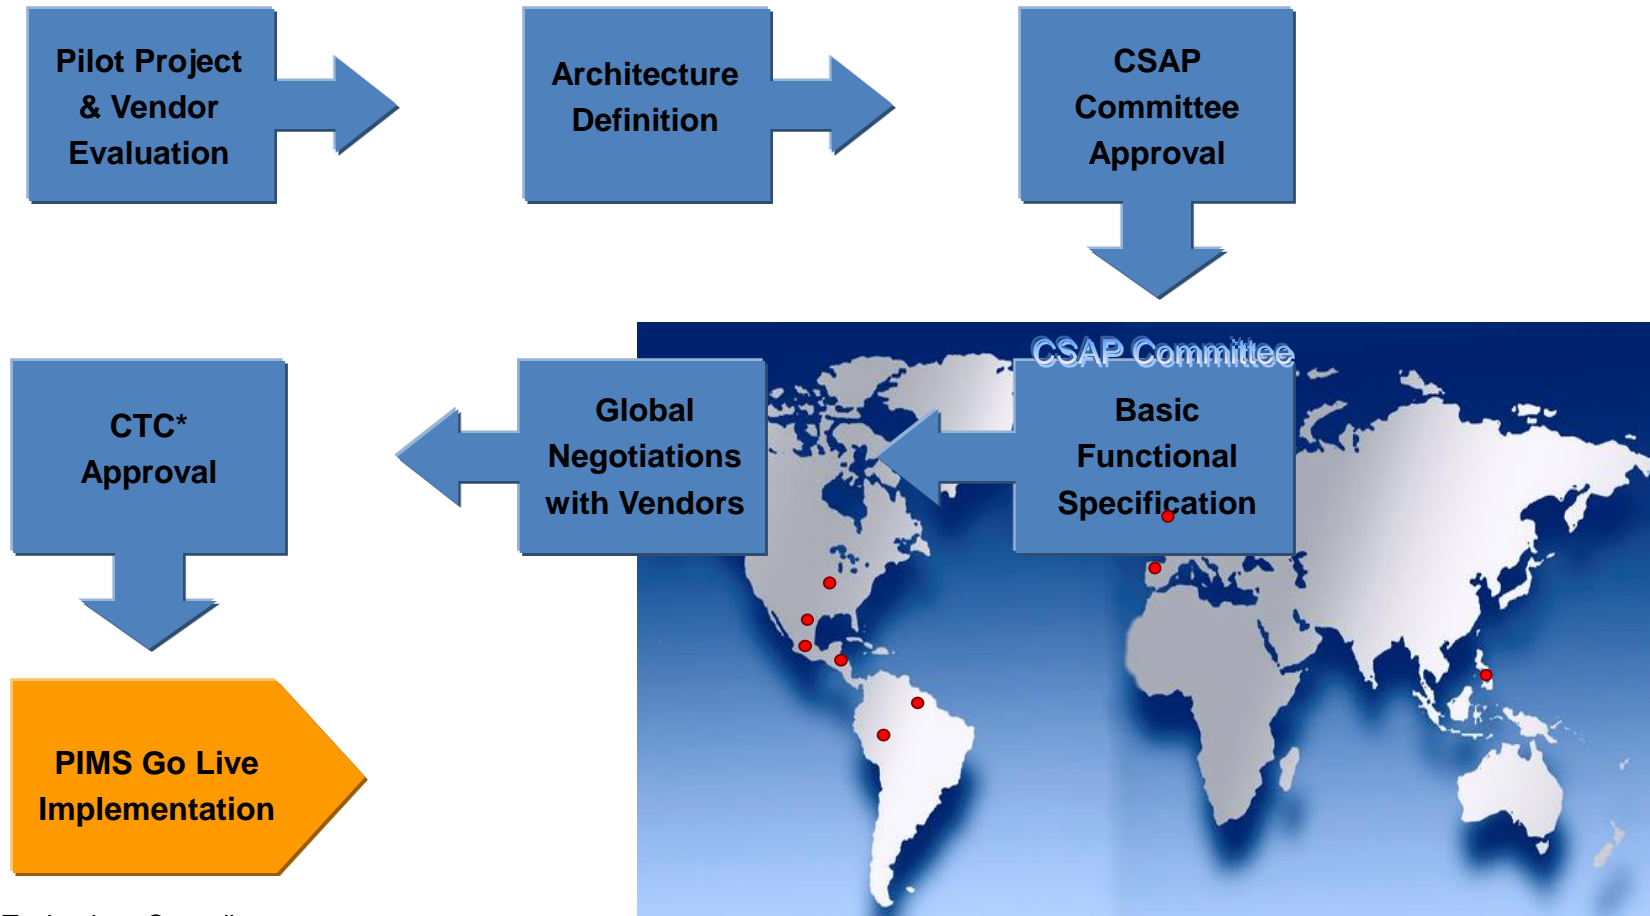 Pilot Project
& Vendor
Evaluation
Architecture
Definition
CSAP
Committee
Approval
CSAP Committee
Basic
Functional
Specification
Global
Negotiations
with Vendors
CTC*
Approval
PIMS Go Live
Implementation